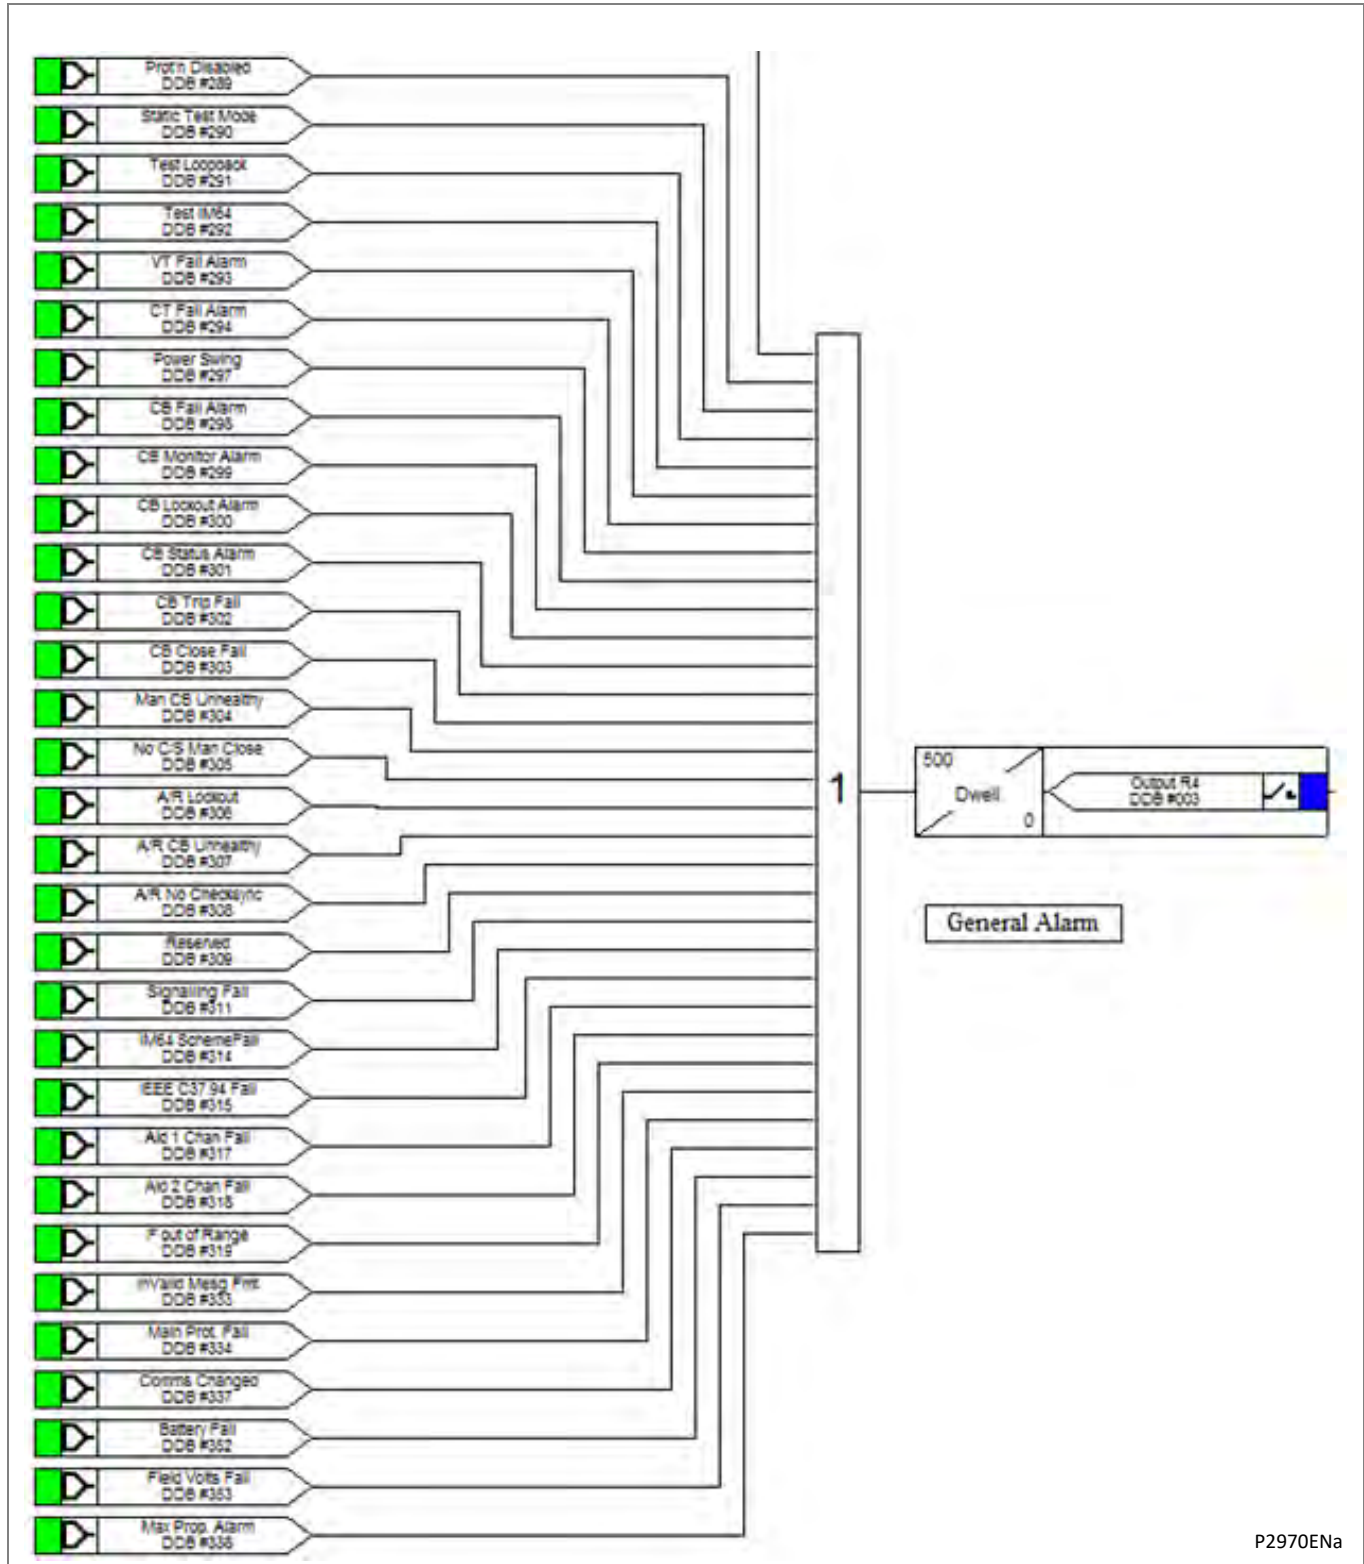 Prot'n Disabled
DDB #289
Static Test Mode
DDB #290
Test Loopback
DDB #291
Test IM64
DDB #292
VT Fail Alarm
DDB #293
CT Fail Alarm
DDB #294
Power Swing
DDB #297
CB Fail Alarm
DDB #298
CB Monitor Alarm
DDB #299
CB Lockout Alarm
DDB #300
CB Status Alarm
DDB #301
CB Trip Fail
DDB #302
CB Close Fail
DDB #303
Man CB Unhealthy
DDB #304
No C/S Man Close
DDB #305
A/R Lockout
DDB #306
A/R CB Unhealthy
DDB #307
A/R No Checksync
DDB #308
Reserved
DDB #309
Signalling Fail
DDB #311
IM64 SchemeFail
DDB #314
IEEE C37.94 Fail
DDB #315
Aid 1 Chan Fail
DDB #317
Aid 2 Chan Fail
DDB #318
F out of Range
DDB #319
InValid Mesg Fmt
DDB #333
Main Prot. Fail
DDB #334
Comms Changed
DDB #337
Battery Fail
DDB #352
Field Volts Fail
DDB #353
Max Prop. Alarm
DDB #338
1
500
Dwell
0
Output R4
DDB #003
General Alarm
P2970ENa